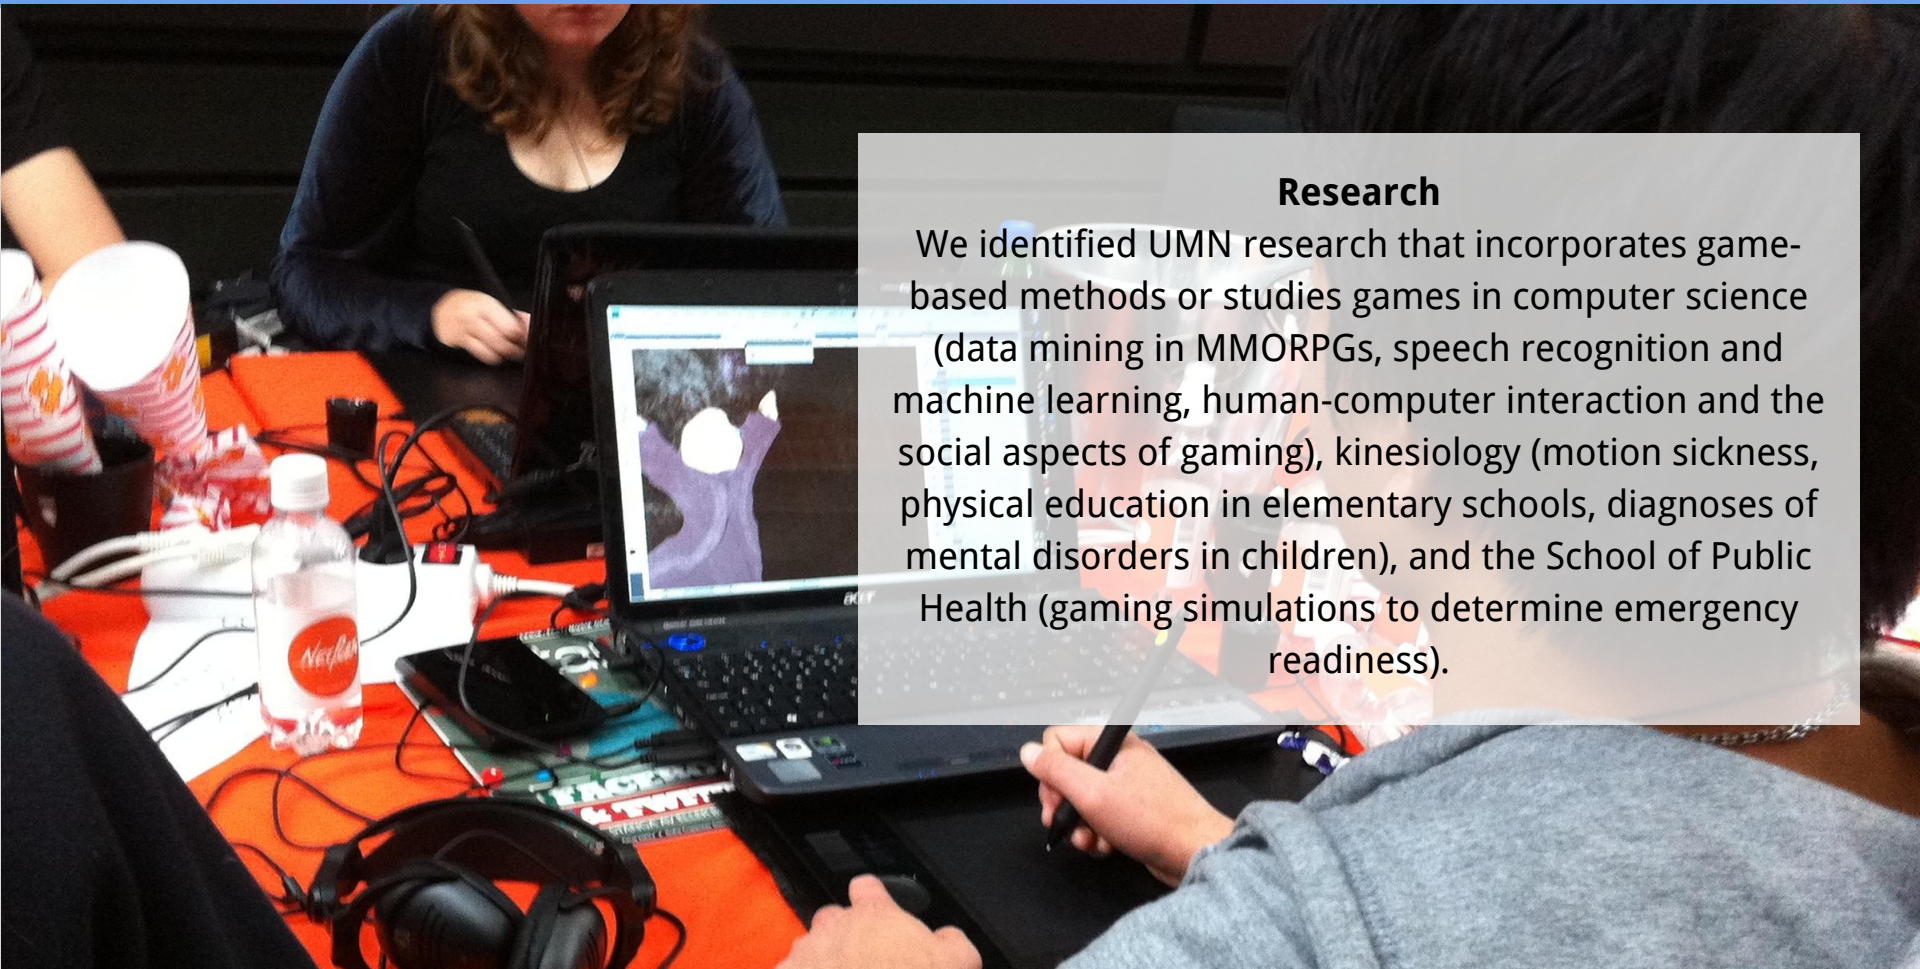 Research
We identified UMN research that incorporates game-
based methods or studies games in computer science
(data mining in MMORPGs, speech recognition and
machine learning, human-computer interaction and the
social aspects of gaming), kinesiology (motion sickness,
physical education in elementary schools, diagnoses of
mental disorders in children), and the School of Public
Health (gaming simulations to determine emergency
readiness).
acer
& TWE